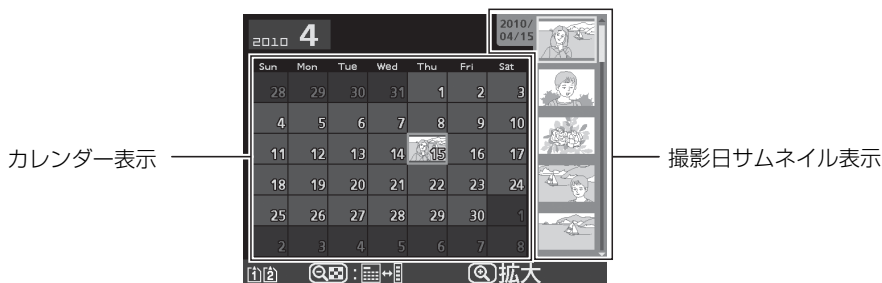 2010 4
2010/
04/15
Sun Mon Tue Wed Thu Fri Sat
28 29 30 31 1 2 3
4 5 6 7 8 9 10
11 12 13 14 15 16 17
18 19 20 21 22 23 24
25 26 27 28 29 30 1
2 3 4 5 6 7 8
カレンダー表示
撮影日サムネイル表示
1 2 : 拡大